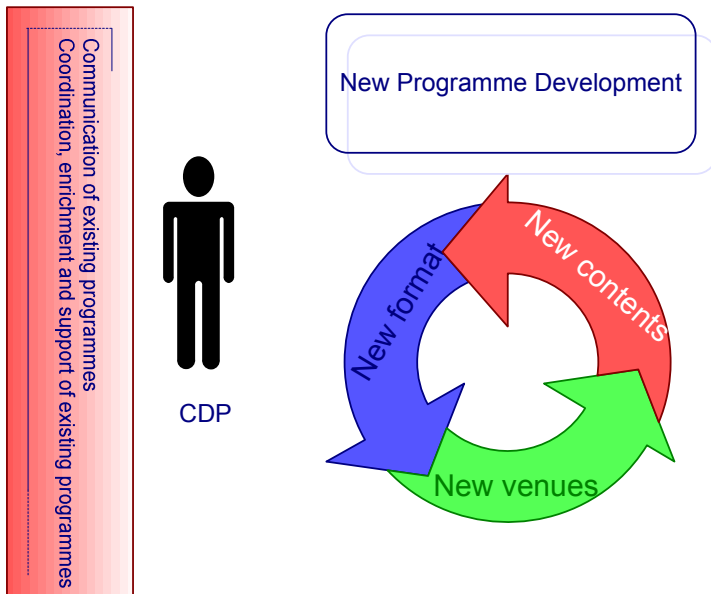 Communication of existing programmes
Coordination, enrichment and support of existing programmes
New Programme Development
CDP
New format
New contents
New venues